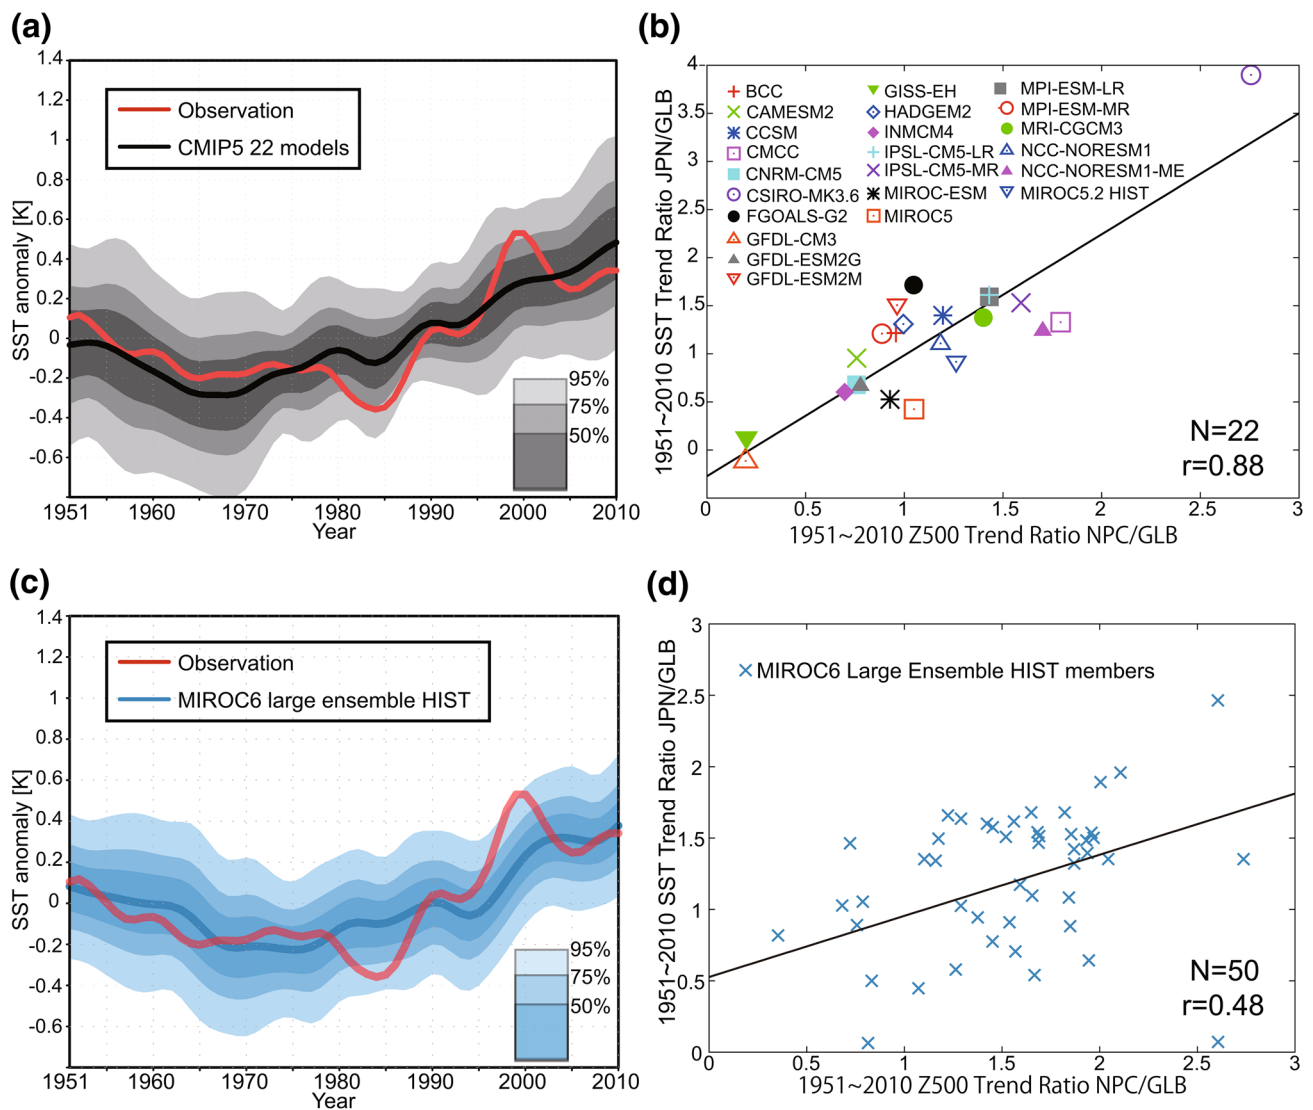 (a)
1.4
1.2
1
0.8
0.6
0.4
0.2
0
-0.2
-0.4
-0.6
SST anomaly [K]
Observation
CMIP5 22 models
95%
75%
50%
1951 1960 1970 1980 1990 2000 2010
Year
(b)
4
3.5
3
2.5
2
1.5
1
0.5
0
1951~2010 SST Trend Ratio JPN/GLB
BCC
CAMESM2
CCSM
CMCC
CNRM-CM5
CSIRO-MK3.6
FGOALS-G2
GFDL-CM3
GFDL-ESM2G
GFDL-ESM2M
GISS-EH
HADGEM2
INMCM4
IPSL-CM5-LR
IPSL-CM5-MR
MIROC-ESM
MIROC5
MPI-ESM-LR
MPI-ESM-MR
MRI-CGCM3
NCC-NORESM1
NCC-NORESM1-ME
MIROC5.2 HIST
N=22
r=0.88
0 0.5 1 1.5 2 2.5 3
1951~2010 Z500 Trend Ratio NPC/GLB
(c)
1.4
1.2
1
0.8
0.6
0.4
0.2
0
-0.2
-0.4
-0.6
SST anomaly [K]
Observation
MIROC6 large ensemble HIST
95%
75%
50%
1951 1960 1970 1980 1990 2000 2010
Year
(d)
3
2.5
2
1.5
1
0.5
0
1951~2010 SST Trend Ratio JPN/GLB
MIROC6 Large Ensemble HIST members
N=50
r=0.48
0 0.5 1 1.5 2 2.5 3
1951~2010 Z500 Trend Ratio NPC/GLB